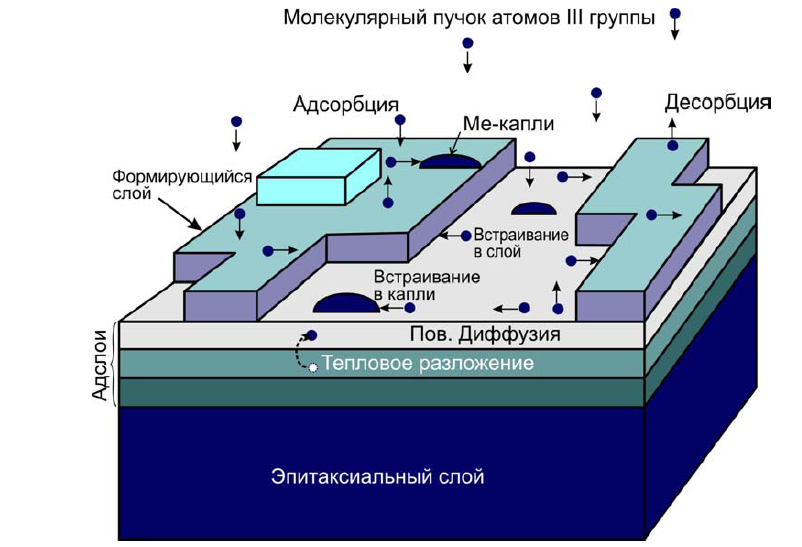 Молекулярный пучок атомов III группы
Адсорбция
Десорбция
Ме-капли
Формирующийся
слой
Встраивание
в слой
Встраивание
в капли
Пов. Диффузия
Тепловое разложение
Адслои
Эпитаксиальный слой